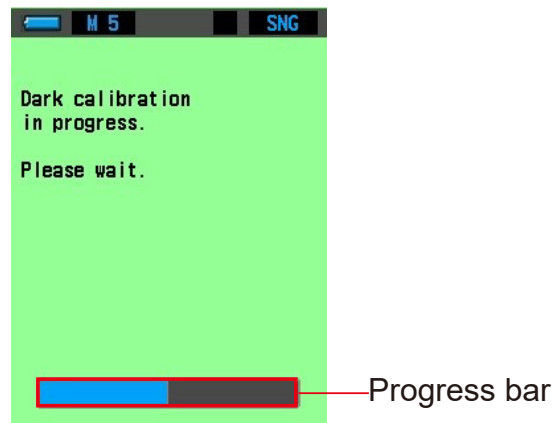 M 5 SNG
Dark calibration
in progress.
Please wait.
Progress bar